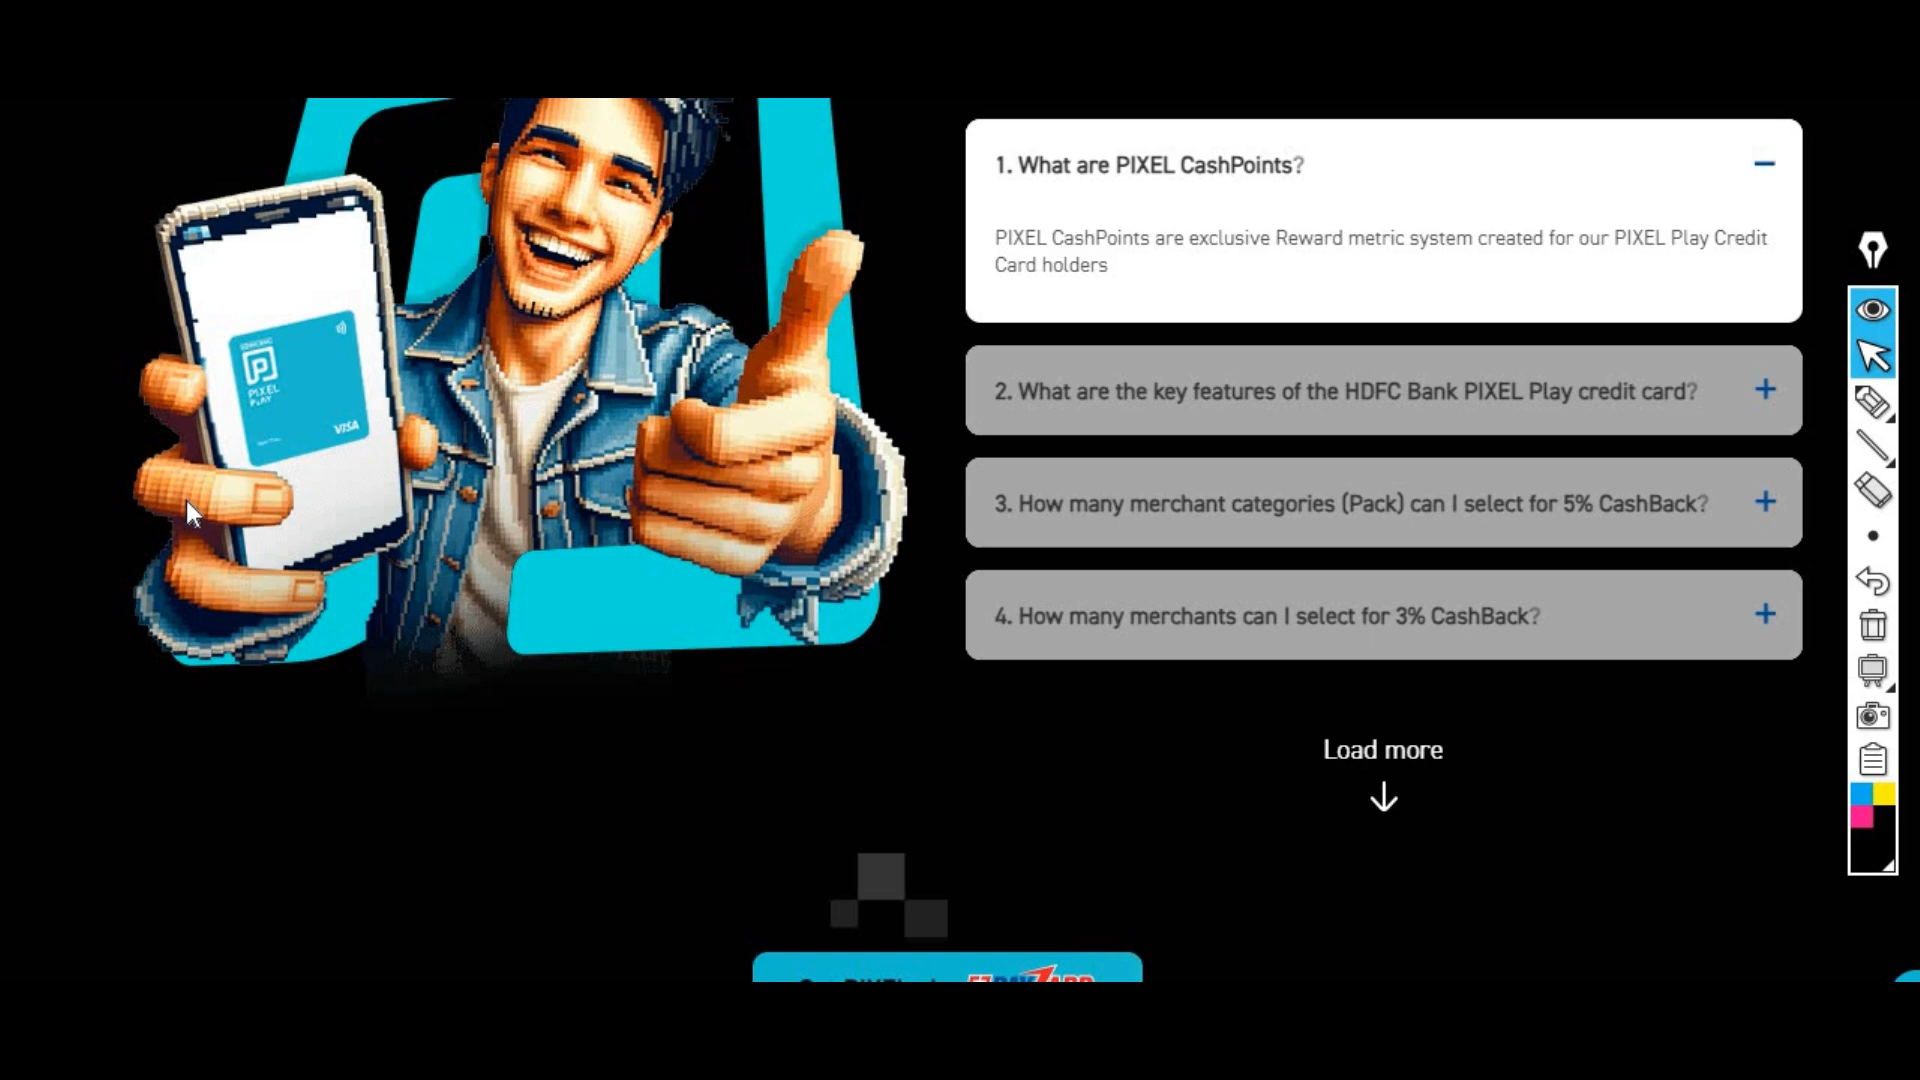 1. What are PIXEL CashPoints?
PIXEL CashPoints are exclusive Reward metric system created for our PIXEL Play Credit
Card holders
2. What are the key features of the HDFC Bank PIXEL Play credit card?
3. How many merchant categories (Pack) can I select for 5% CashBack?
4. How many merchants can I select for 3% CashBack?
Load more
PIXEL
PLAY
VISA